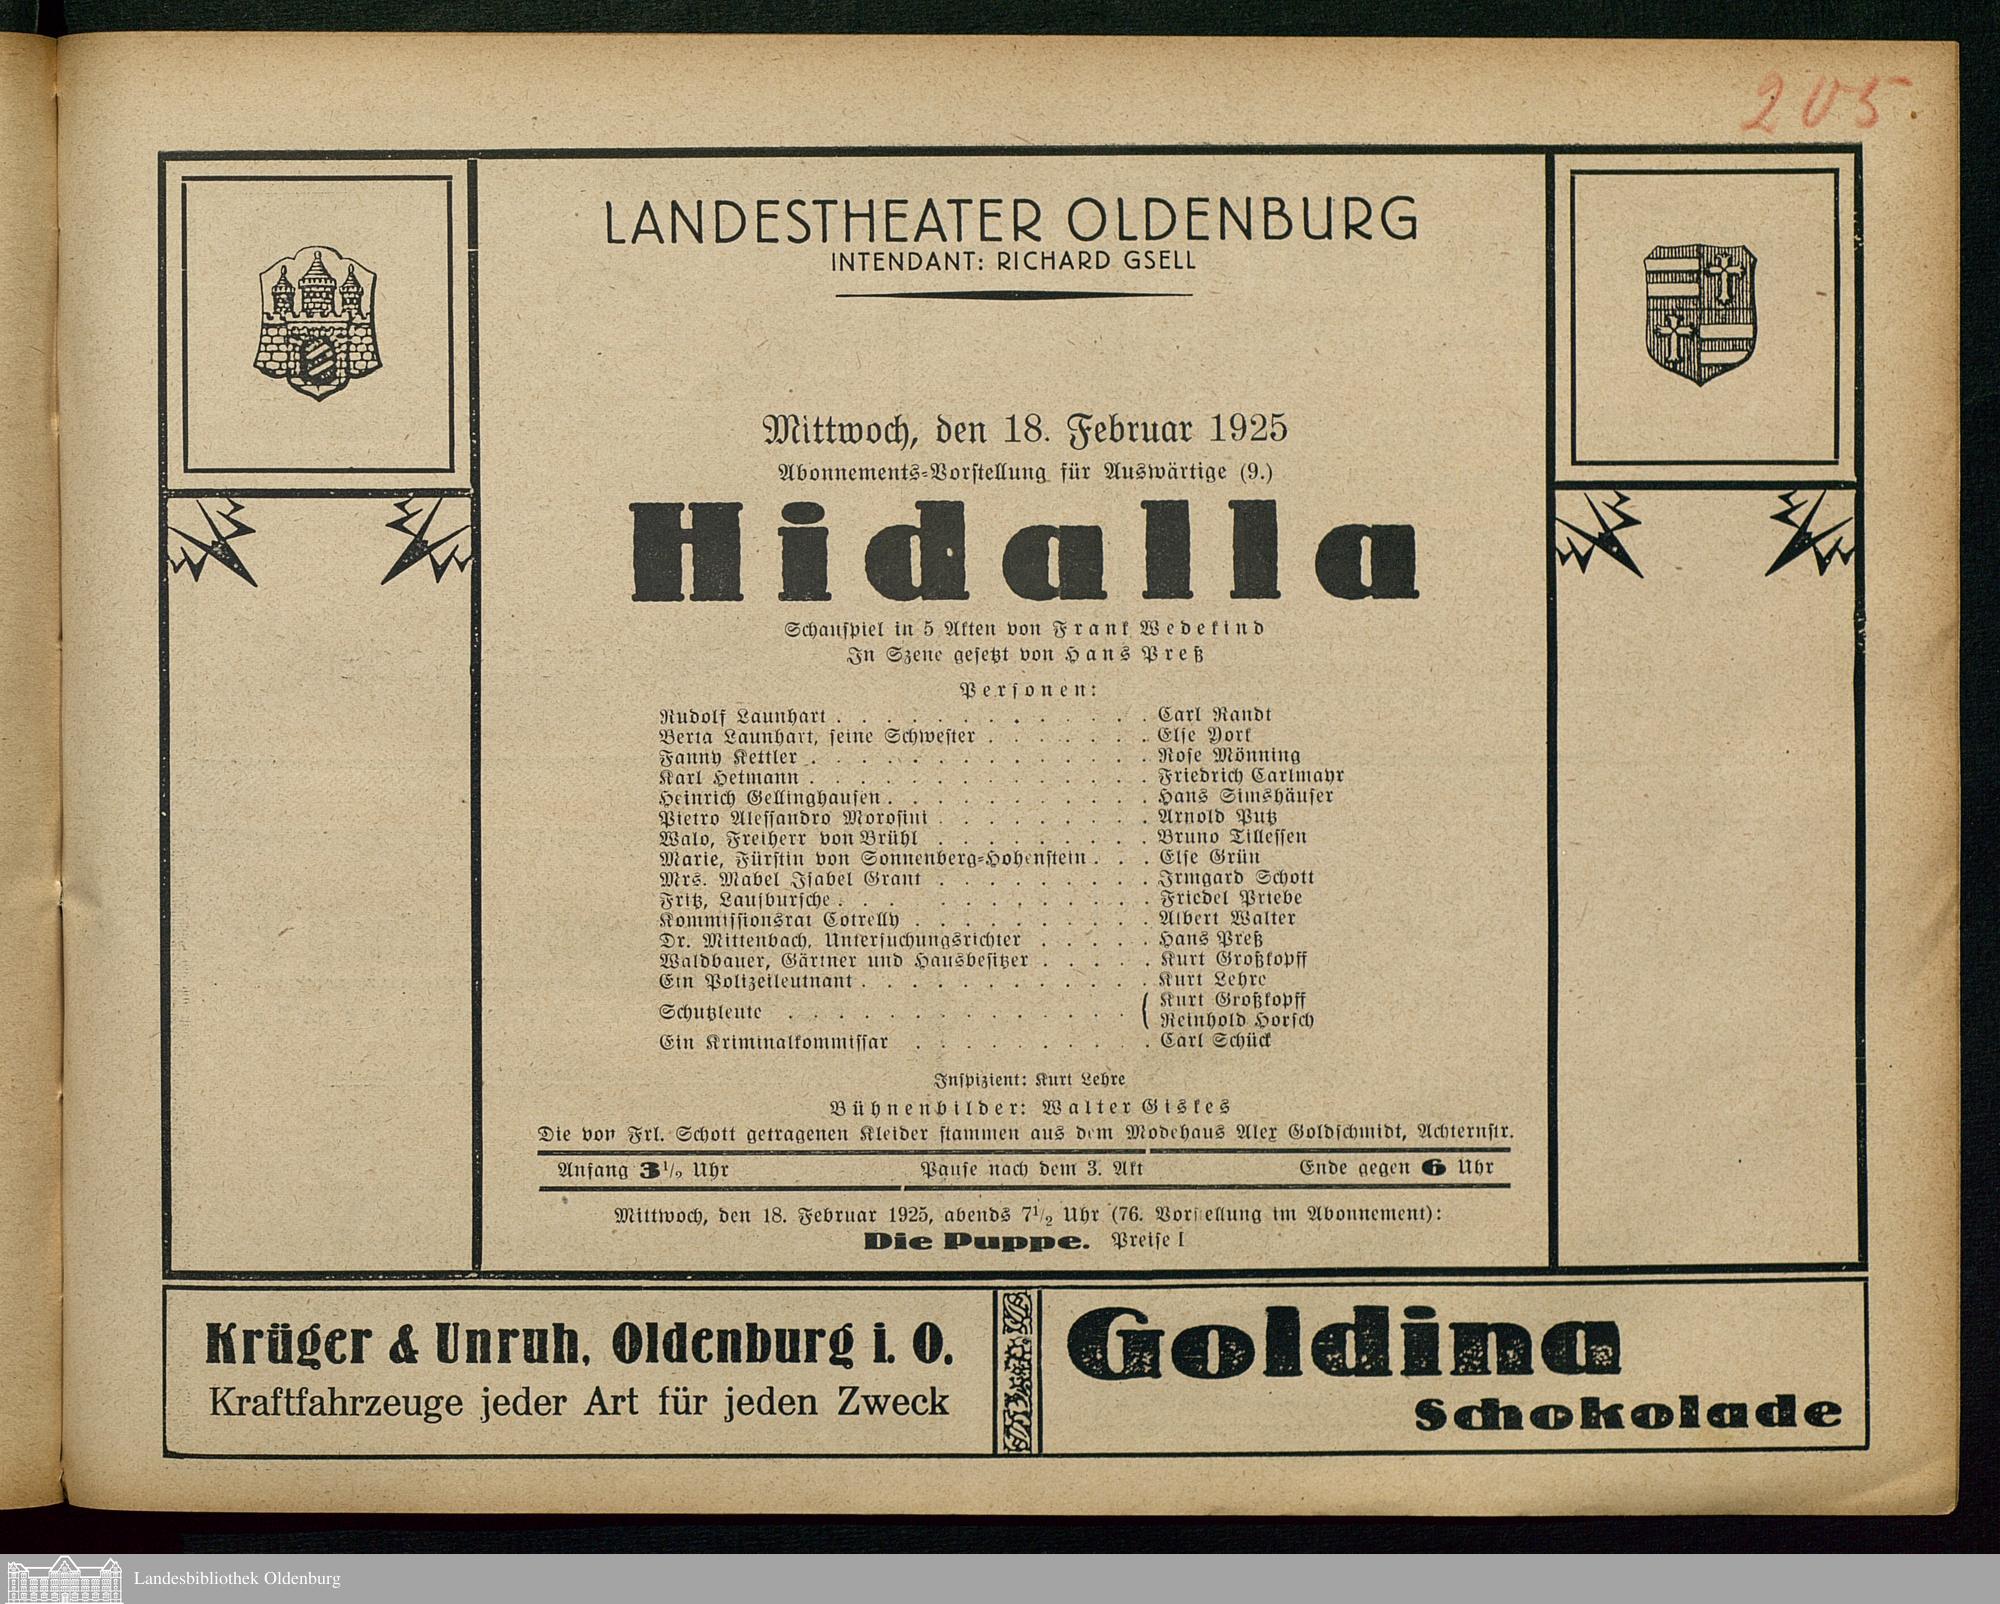 205
LANDESTHEATER OLDENBURG
INTENDANT: RICHARD GSELL
Mittwoch, den 18. Februar 1925
Abonnements-Vorstellung für Auswärtige (9.)
Hidalla
Schauspiel in 5 Akten von Frank Wedekind
In Szene gesetzt von Hans Preß
Personen:
Rudolf Launhart . . . . . . . . . . . . . Carl Randt
Berta Launhart, seine Schwester . . . . . . . Else York
Fanny Kettler . . . . . . . . . . . . . . Rose Mönning
Karl Hetmann . . . . . . . . . . . . . . Friedrich Carlmayr
Heinrich Gellinghausen . . . . . . . . . . . Hans Simshäuser
Pietro Alessandro Morosini . . . . . . . . . Arnold Putz
Walo, Freiherr von Brühl . . . . . . . . . Bruno Tillessen
Marie, Fürstin von Sonnenberg-Hohenstein . . . Else Grün
Mrs. Mabel Isabel Grant . . . . . . . . . Irmgard Schott
Fritz, Laufbursche . . . . . . . . . . . . Friedel Priebe
Kommissionsrat Cotrelly . . . . . . . . . . Albert Walter
Dr. Mittenbach, Untersuchungsrichter . . . . . Hans Preß
Waldbauer, Gärtner und Hausbesitzer . . . . . Kurt Großkopff
Ein Polizeileutnant . . . . . . . . . . . . Kurt Lehre
Schutzleute . . . . . . . . . . . . . . { Kurt Großkopff
Reinhold Horsch
Ein Kriminalkommissar . . . . . . . . . . Carl Schück
Inspizient: Kurt Lehre
Bühnenbilder: Walter Giskes
Die von Frl. Schott getragenen Kleider stammen aus dem Modehaus Alex Goldschmidt, Achternstr.
Anfang 3 1/2 Uhr Pause nach dem 3. Akt Ende gegen 6 Uhr
Mittwoch, den 18. Februar 1925, abends 7 1/2 Uhr (76. Vorstellung im Abonnement):
Die Puppe. Preise I
Krüger & Unruh, Oldenburg i. O.
Kraftfahrzeuge jeder Art für jeden Zweck
Goldina
Schokolade
Landesbibliothek Oldenburg